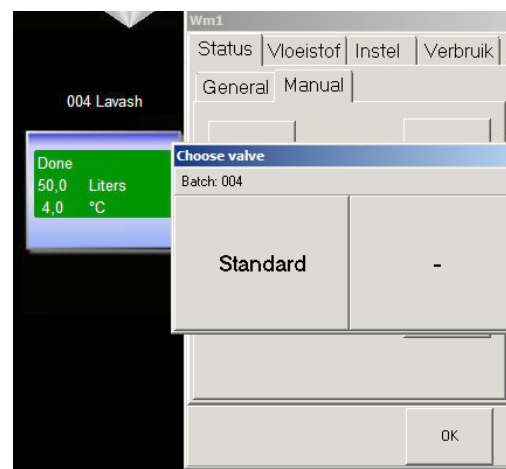 Wm1
Status Vloeistof Instel Verbruik
General Manual
004 Lavash
Done
50,0 Liters
4,0 °C
Choose valve
Batch: 004
Standard -
OK